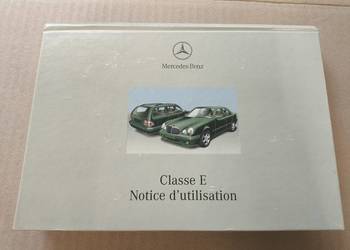 Mercedes-Benz
Classe E
Notice d'utilisation